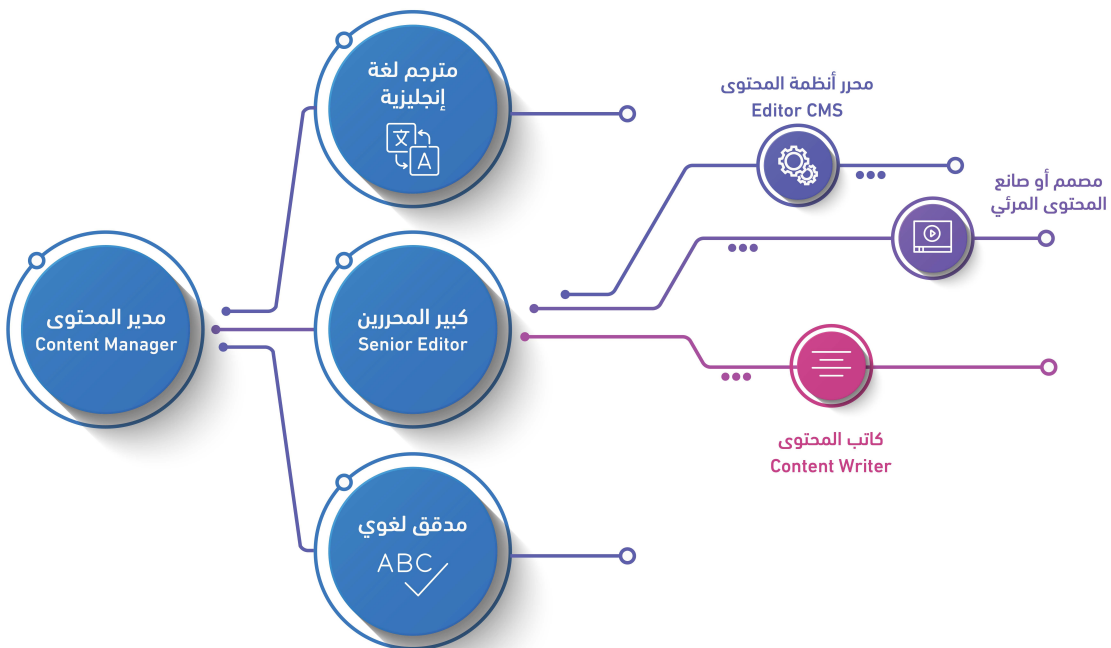 مترجم لغة
إنجليزية
文
A
محرر أنظمة المحتوى
Editor CMS
مصمم أو صانع
المحتوى المرئي
مدير المحتوى
Content Manager
كبير المحررين
Senior Editor
كاتب المحتوى
Content Writer
مدقق لغوي
ABC